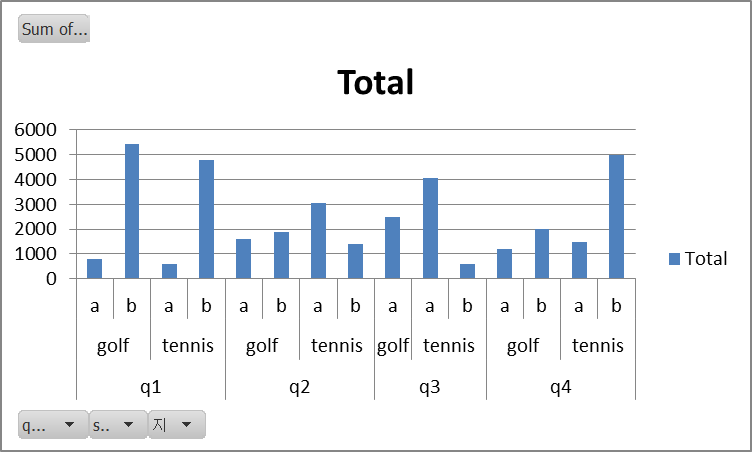 Sum of...
Total
6000
5000
4000
3000
2000
1000
0
Total
a b a b a b a b a a b a b a b
golf tennis golf tennis golf tennis golf tennis
q1 q2 q3 q4
q... s.. 지